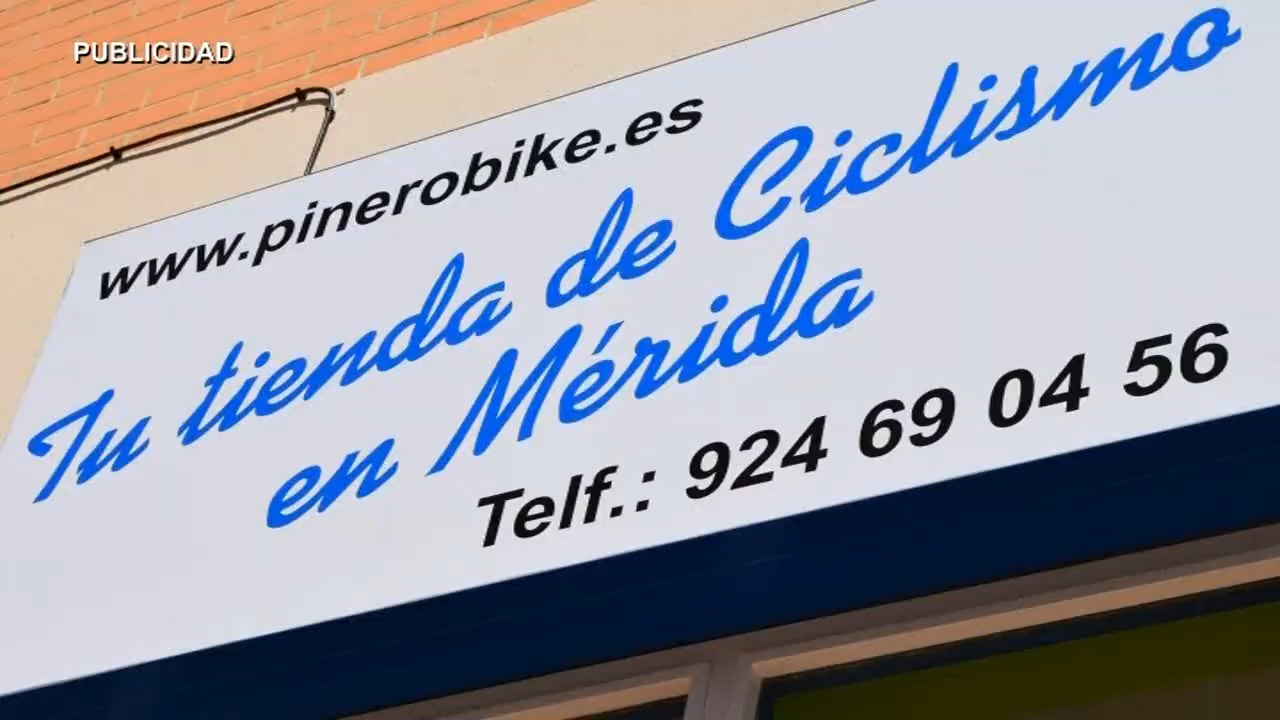 PUBLICIDAD
www.pinerobike.es
Tu tienda de Ciclismo
en Mérida
Telf.: 924 69 04 56